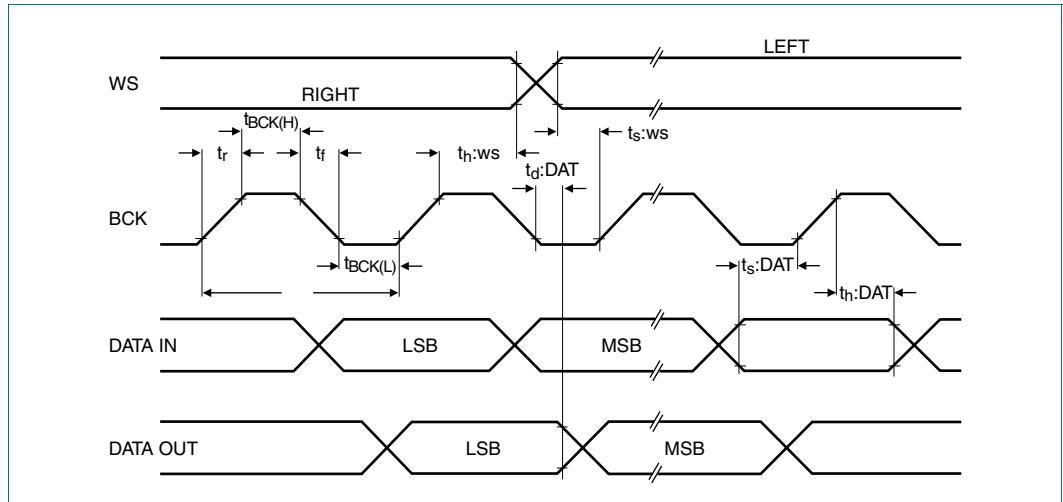 LEFT
WS
RIGHT
tBCK(H)
ts:ws
tr
tf
th:ws
td:DAT
BCK
tBCK(L)
ts:DAT
th:DAT
DATA IN
LSB
MSB
DATA OUT
LSB
MSB